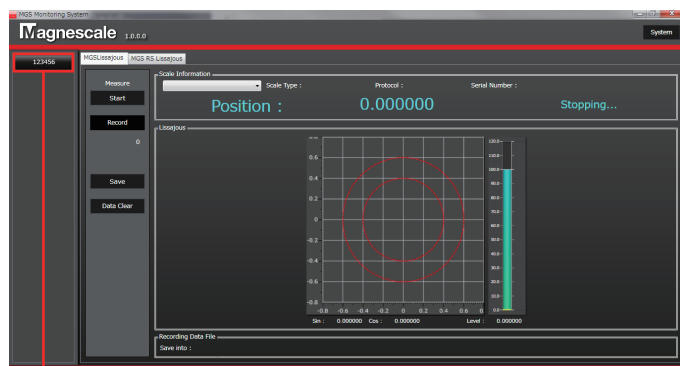 MGS Monitoring System
Magnescale 1.0.0.0
System
123456
MGSLissajous MGS RS Lissajous
Measure
Start
Record
0
Save
Data Clear
Scale Information
Scale Type : Protocol : Serial Number :
Position : 0.000000 Stopping...
Lissajous
0.6
0.4
0.2
0
-0.2
-0.4
-0.6
-0.8
-0.8 -0.6 -0.4 -0.2 0 0.2 0.4 0.6
120.0
110.0
100.0
90.0
70.0
60.0
40.0
30.0
20.0
10.0
0.0
Sin : 0.000000 Cos : 0.000000 Level : 0.000000
Recording Data File
Save into :